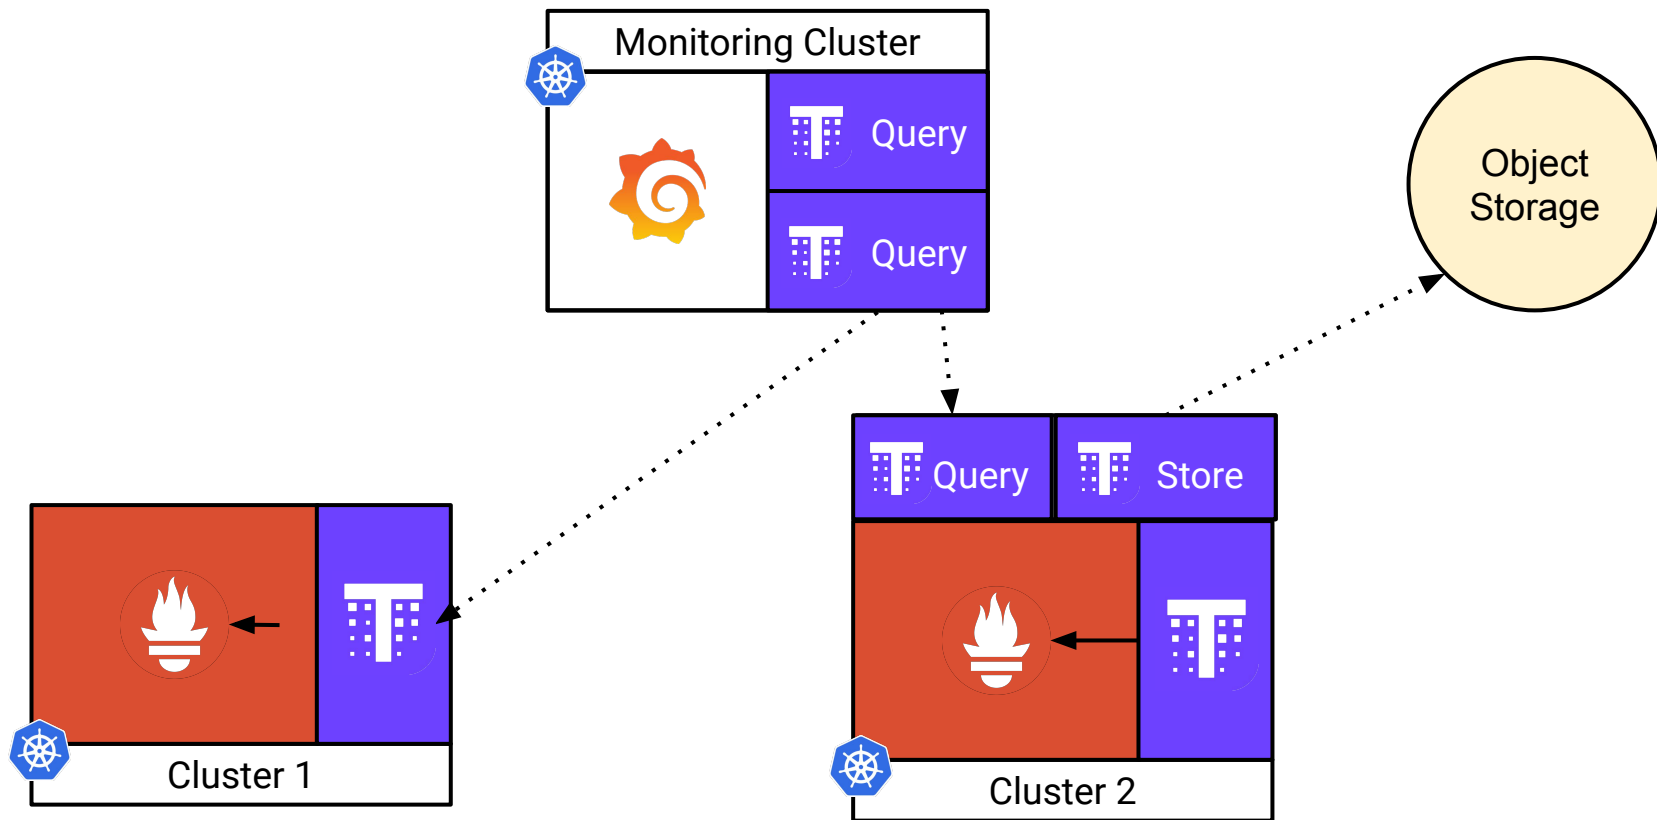 Monitoring Cluster
Query
Query
Object
Storage
Query
Store
Cluster 1
Cluster 2